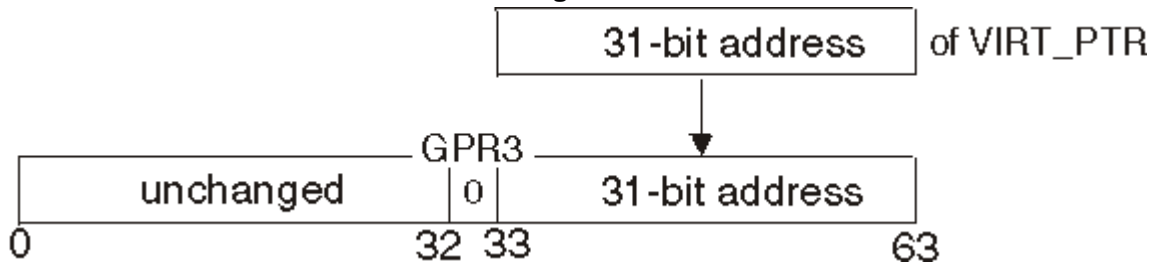 31-bit address of VIRT_PTR
GPR3
unchanged 0 31-bit address
0 32 33 63